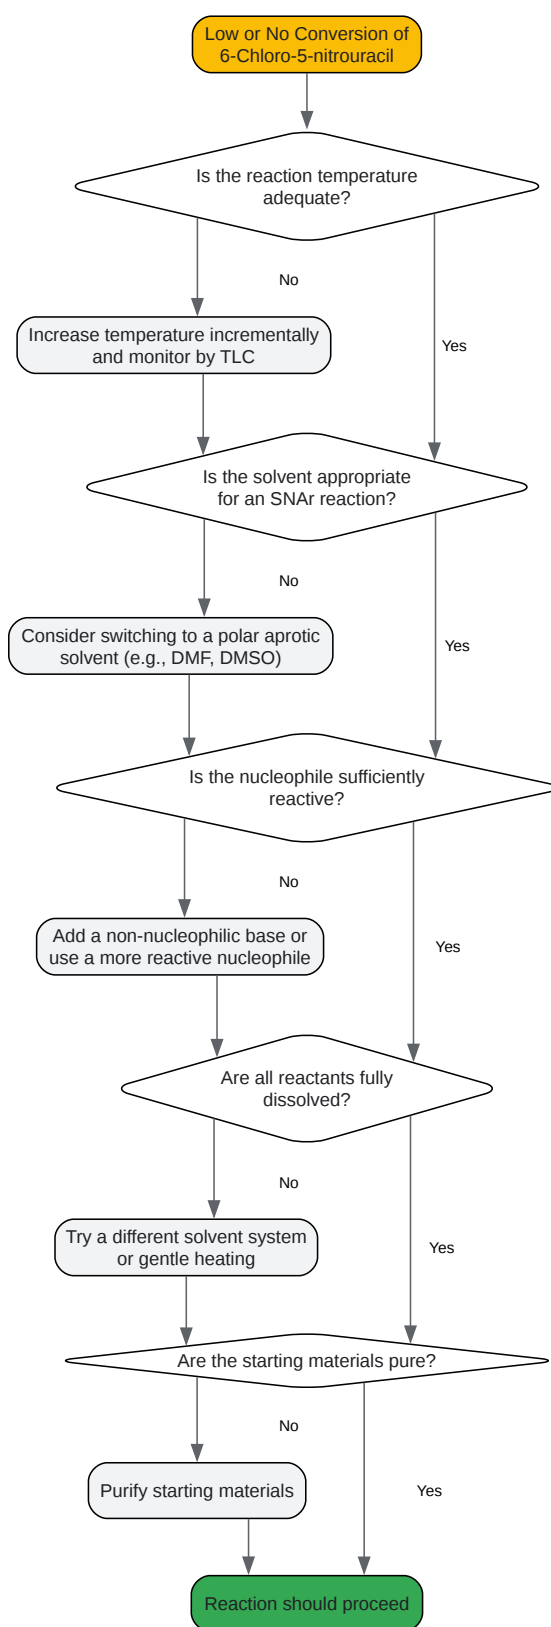 Low or No Conversion of
6-Chloro-5-nitrouracil
Is the reaction temperature
adequate?
No
Increase temperature incrementally
and monitor by TLC
Yes
Is the solvent appropriate
for an SNAr reaction?
No
Consider switching to a polar aprotic
solvent (e.g., DMF, DMSO)
Yes
Is the nucleophile sufficiently
reactive?
No
Add a non-nucleophilic base or
use a more reactive nucleophile
Yes
Are all reactants fully
dissolved?
No
Try a different solvent system
or gentle heating
Yes
Are the starting materials pure?
No
Purify starting materials
Yes
Reaction should proceed